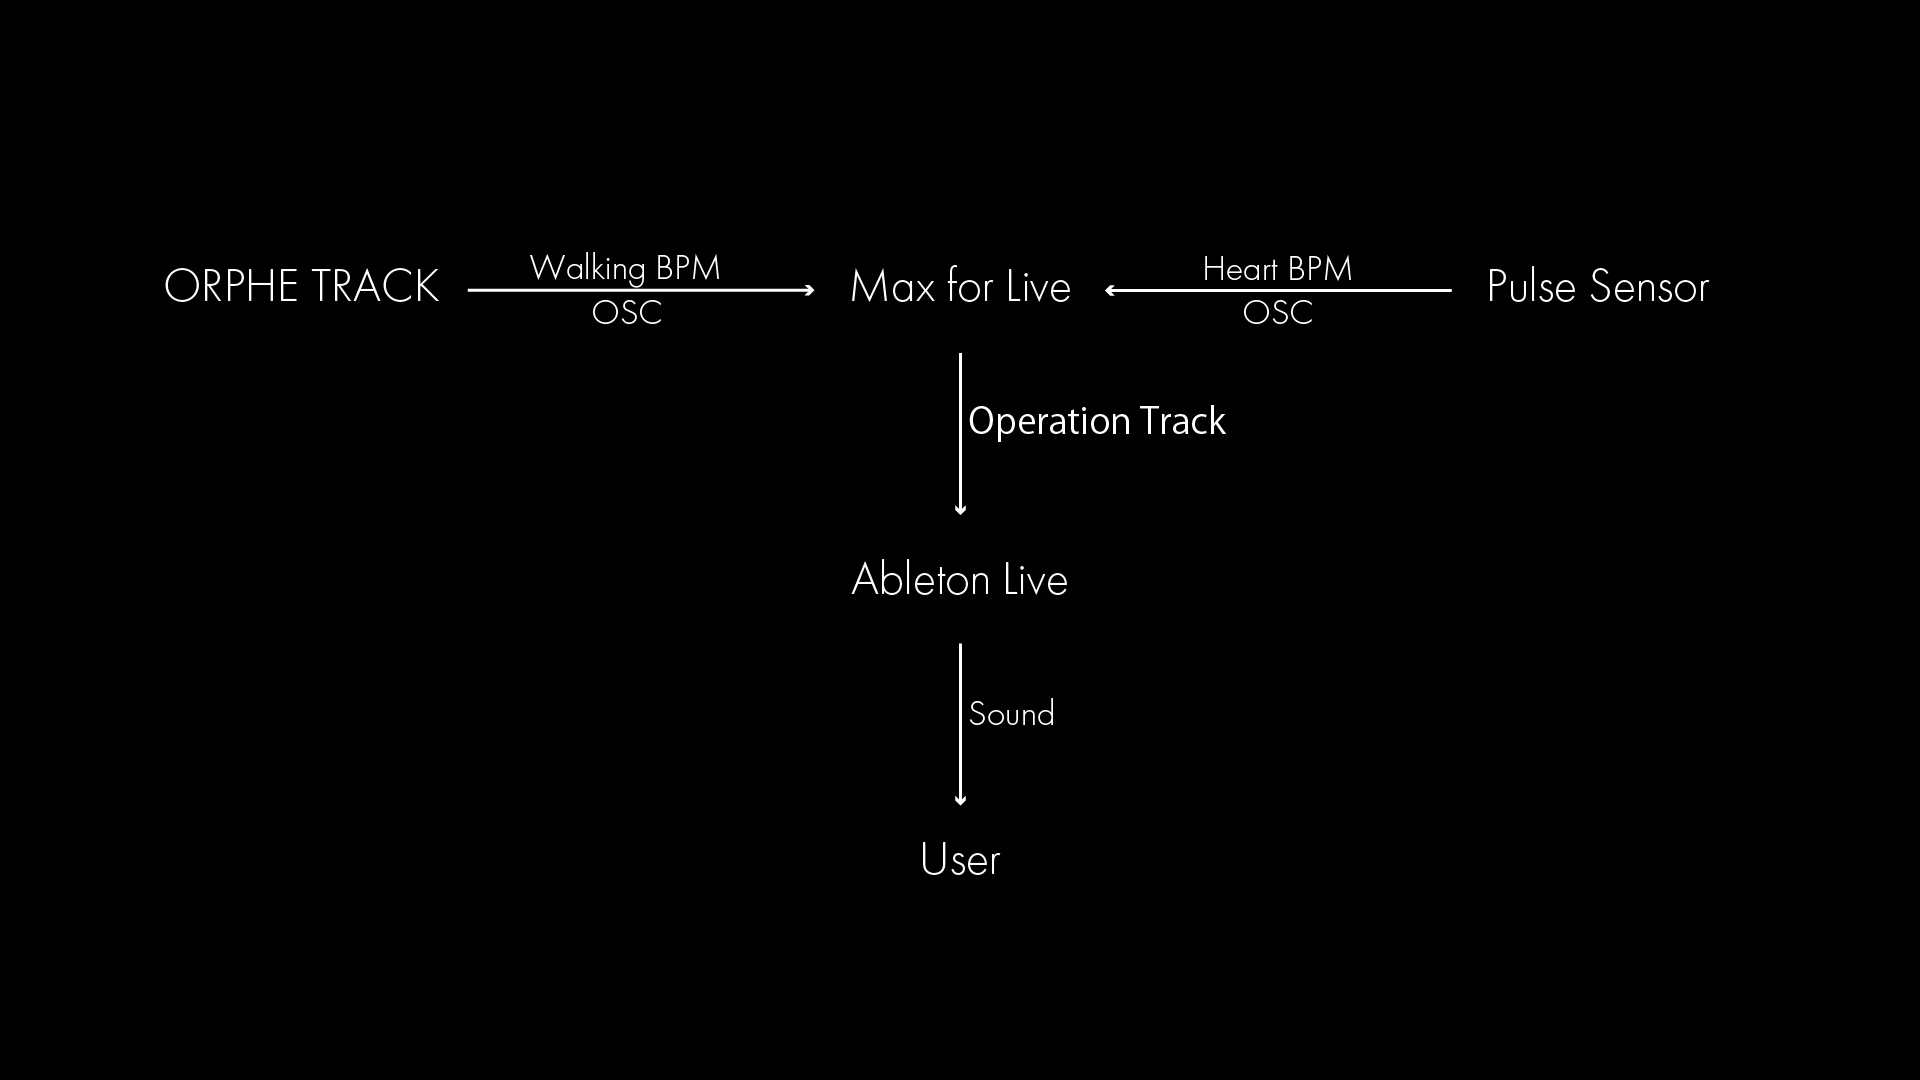 ORPHE TRACK
Walking BPM
OSC
Max for Live
Heart BPM
OSC
Pulse Sensor
Operation Track
Ableton Live
Sound
User